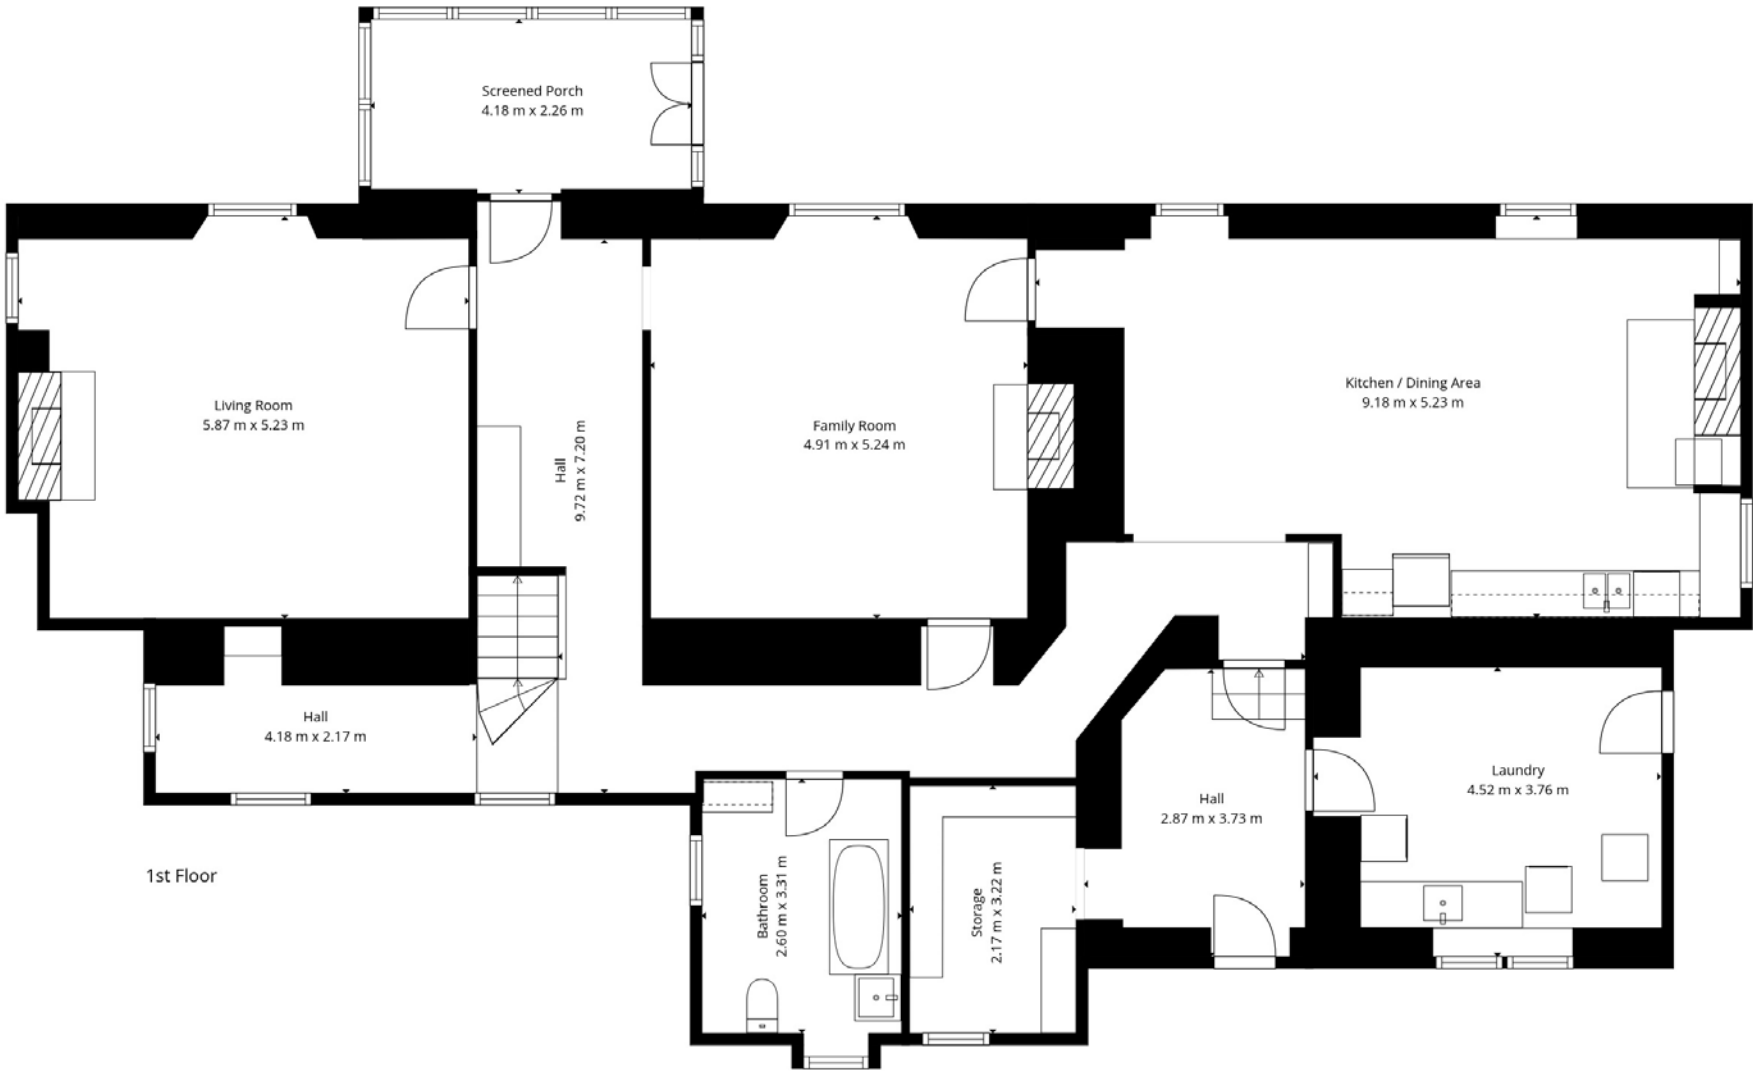 Screened Porch
4.18 m x 2.26 m
Living Room
5.87 m x 5.23 m
Hall
9.72 m x 7.20 m
Family Room
4.91 m x 5.24 m
Kitchen / Dining Area
9.18 m x 5.23 m
Hall
4.18 m x 2.17 m
Laundry
4.52 m x 3.76 m
Hall
2.87 m x 3.73 m
1st Floor
Bathroom
2.60 m x 3.31 m
Storage
2.17 m x 3.22 m